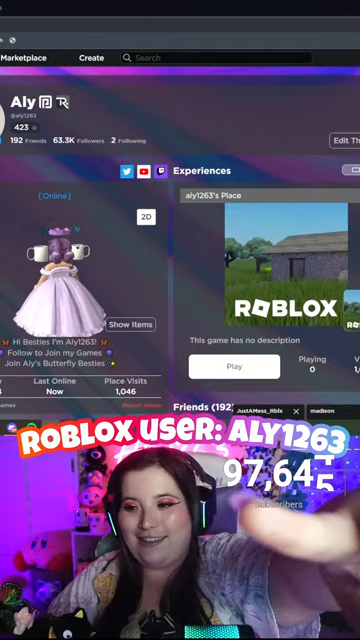 Marketplace
Create
Search
Aly
@aly1263
423
192 Friends 63.3K Followers 2 Following
Edit Th
Experiences
[Online]
aly1263's Place
2D
ROBLOX
Show Items
Hi Besties I'm Aly1263!
Follow to Join my Games
Join Aly's Butterfly Besties
This game has no description
Play
Playing
0
Last Online
Now
Place Visits
1,046
Report Abuse
Friends (192)
JustAMess_Rblx X
madison
ROBLOX USER: ALY1263
97,64
Subscribers